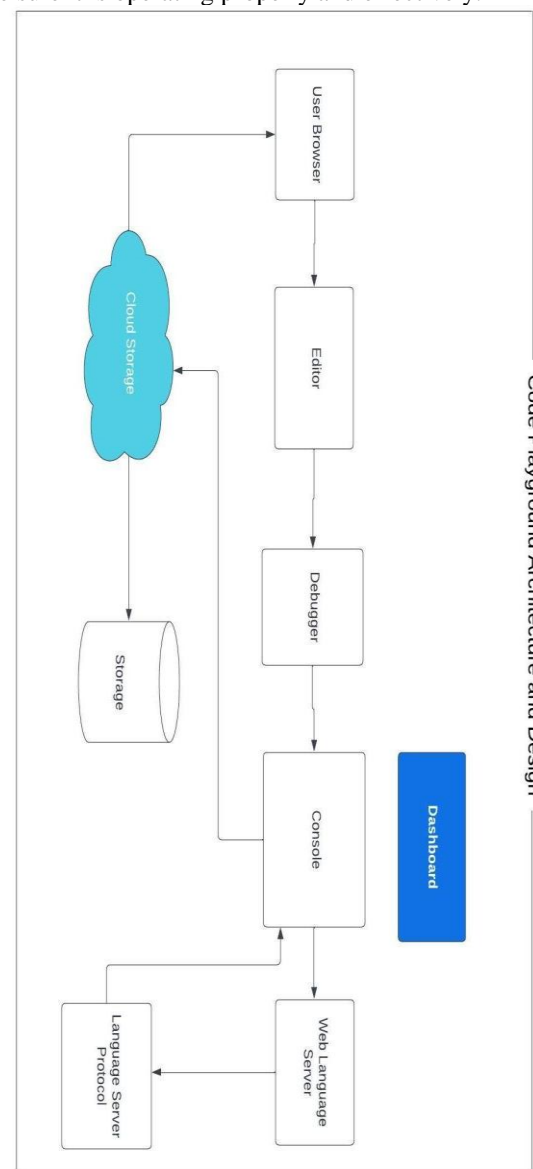 Code Playground Architecture and Design
Dashboard
User Browser
Editor
Debugger
Console
Web Language
Server
Cloud Storage
Storage
Language Server
Protocol